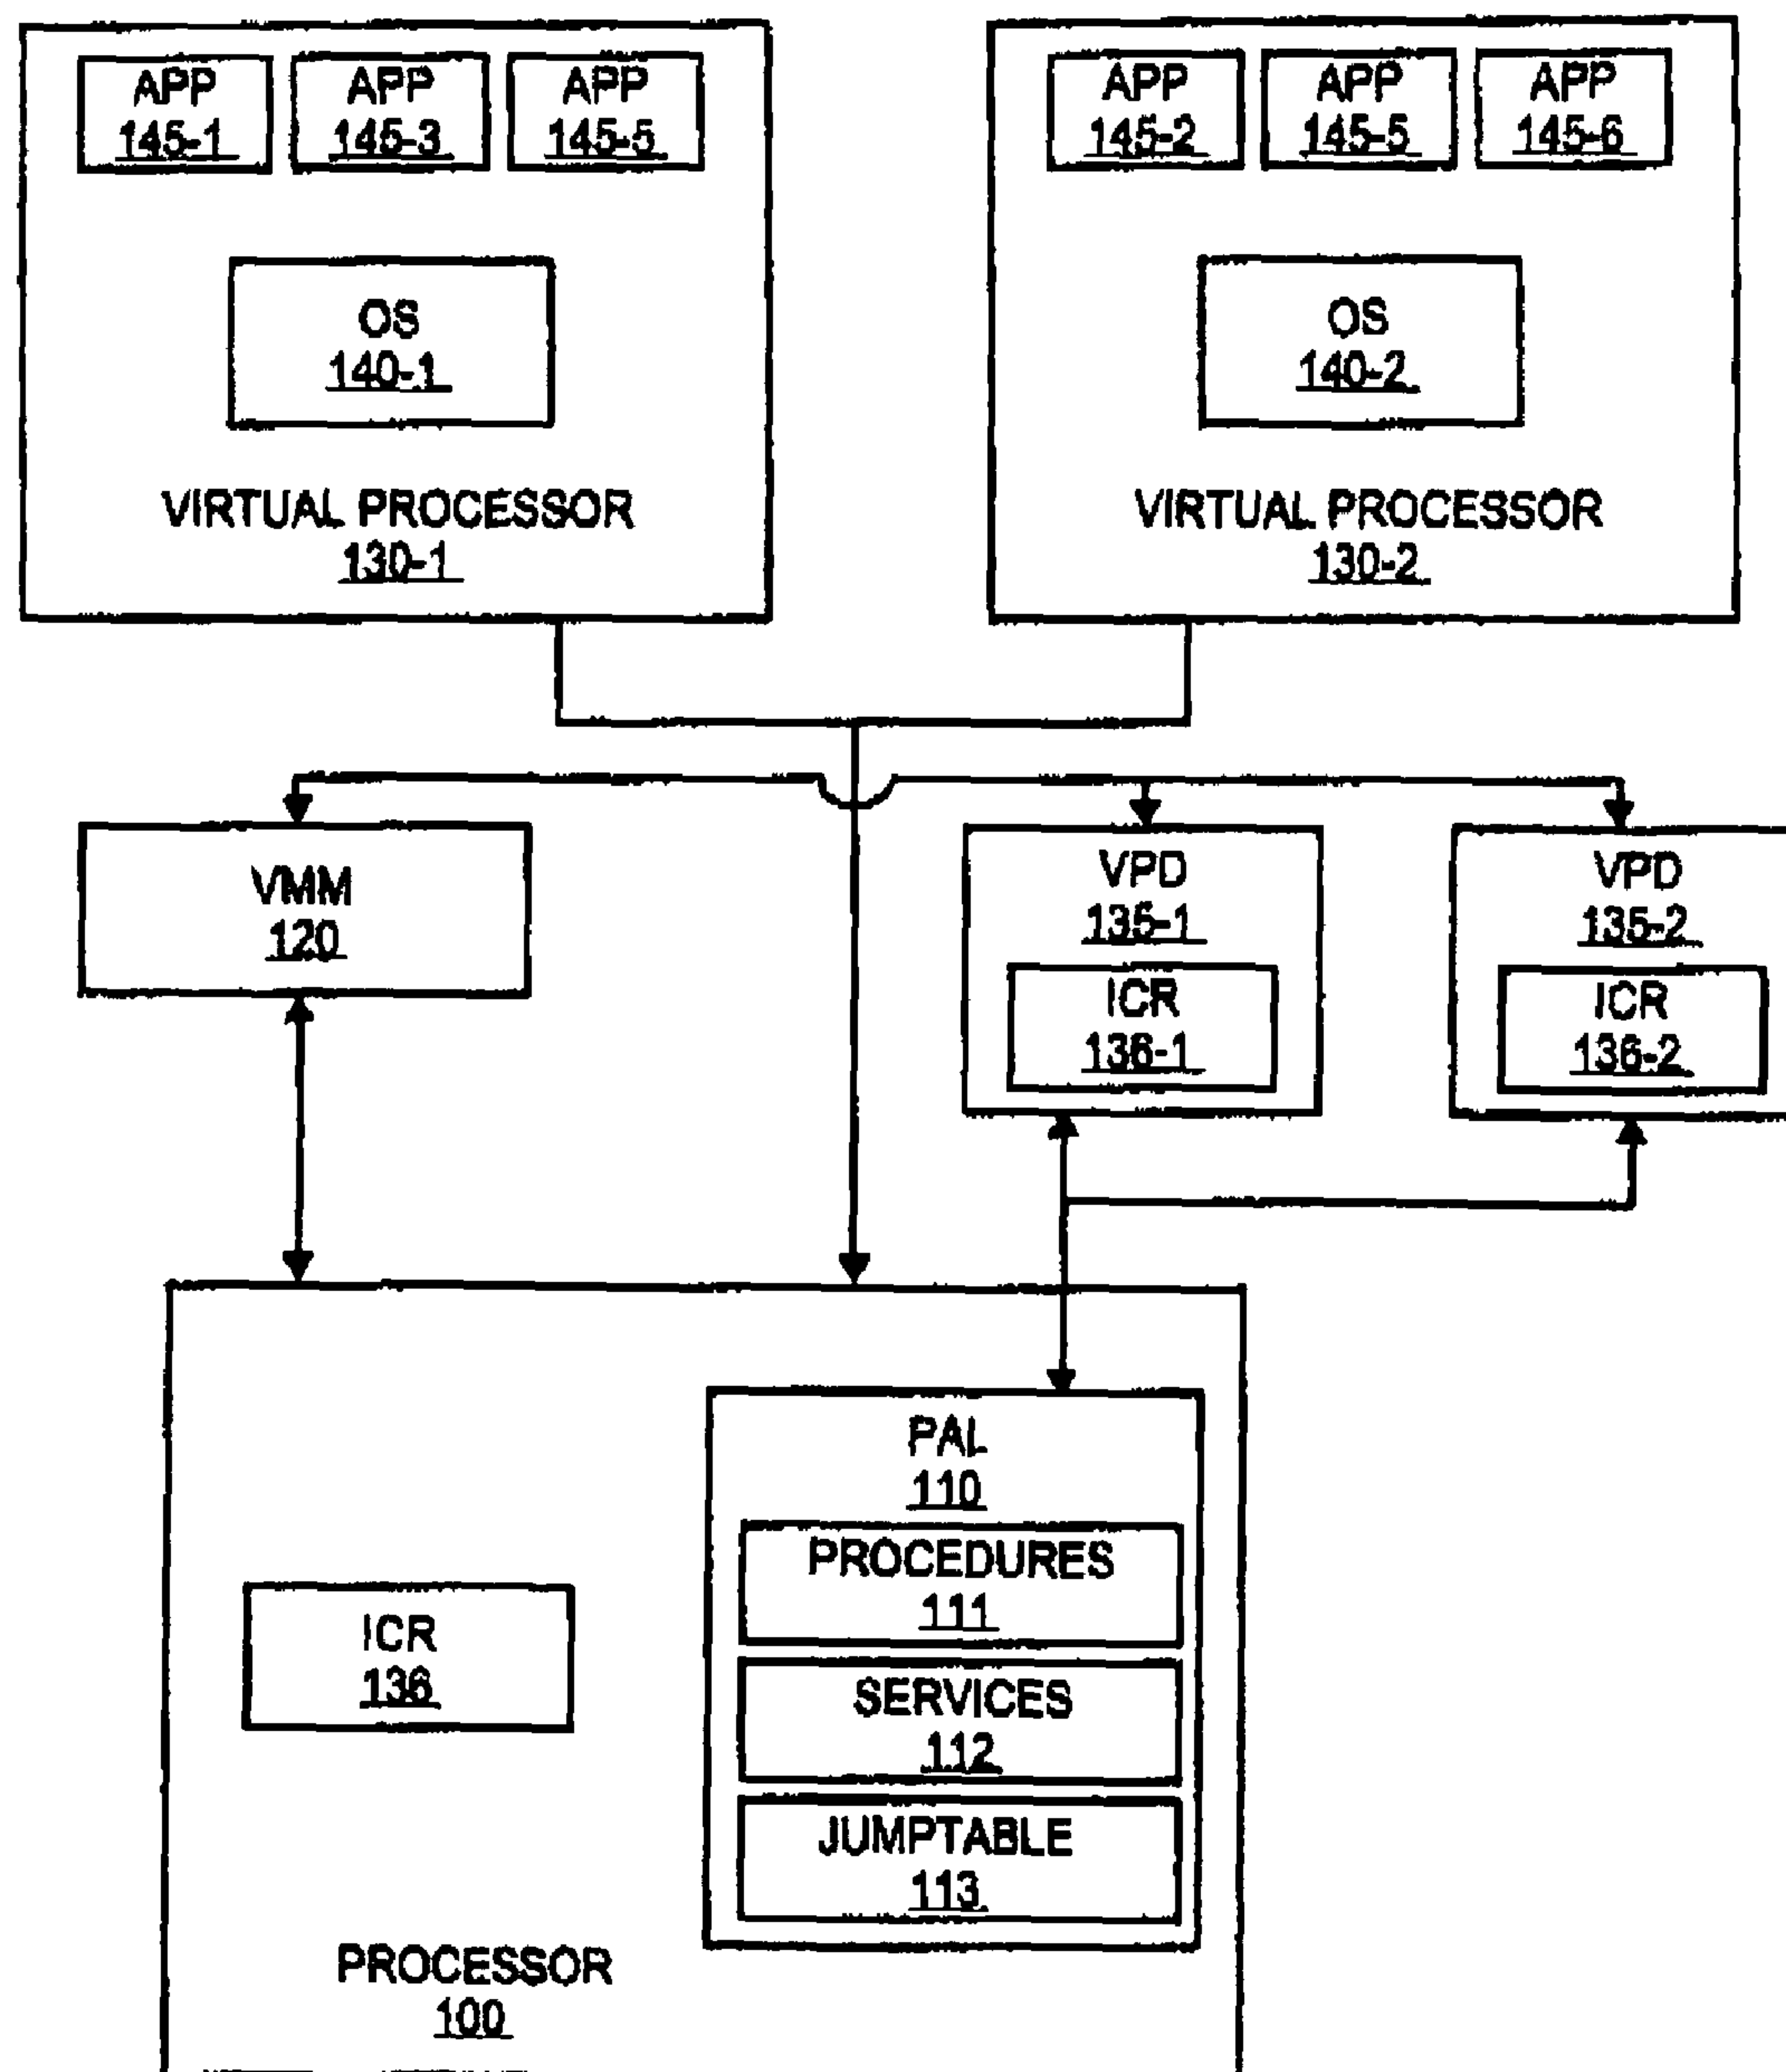 APP
145-1
APP
145-3
APP
145-5
OS
140-1
VIRTUAL PROCESSOR
130-1
APP
145-2
APP
145-5
APP
145-6
OS
140-2
VIRTUAL PROCESSOR
130-2
VMM
120
VPD
135-1
ICR
136-1
VPD
135-2
ICR
136-2
PAL
110
PROCEDURES
111
SERVICES
112
JUMPTABLE
113
ICR
136
PROCESSOR
100